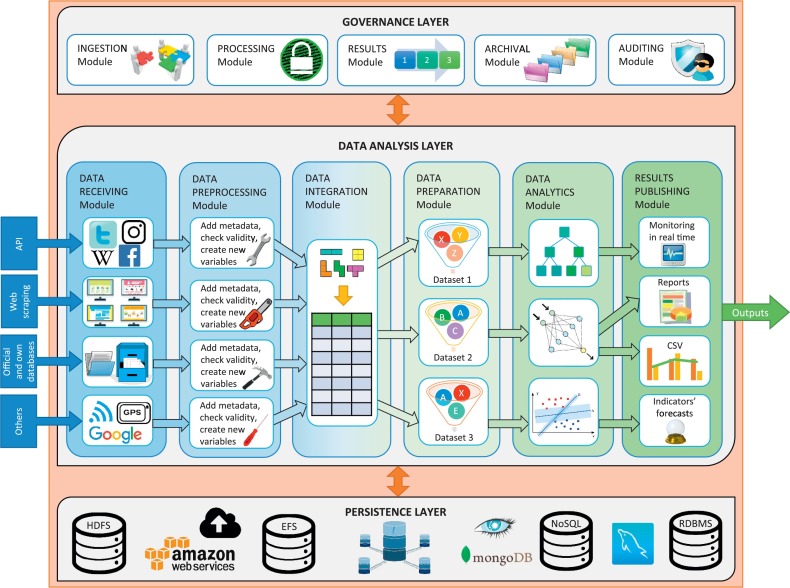 GOVERNANCE LAYER
INGESTION
Module
PROCESSING
Module
RESULTS
Module
1 2 3
ARCHIVAL
Module
AUDITING
Module
DATA ANALYSIS LAYER
DATA
RECEIVING
Module
DATA
PREPROCESSING
Module
DATA
INTEGRATION
Module
DATA
PREPARATION
Module
DATA
ANALYTICS
Module
RESULTS
PUBLISHING
Module
API
Web
scraping
Official
and own
databases
Others
W
f
GPS
Google
Add metadata,
check validity,
create new
variables
Add metadata,
check validity,
create new
variables
Add metadata,
check validity,
create new
variables
Add metadata,
check validity,
create new
variables
X Y
Z
Dataset 1
B A
C
Dataset 2
A X
E
Dataset 3
Y
X
Monitoring
in real time
Reports
CSV
Indicators'
forecasts
Outputs
PERSISTENCE LAYER
HDFS
amazon
webservices
EFS
mongoDB
NoSQL
RDBMS